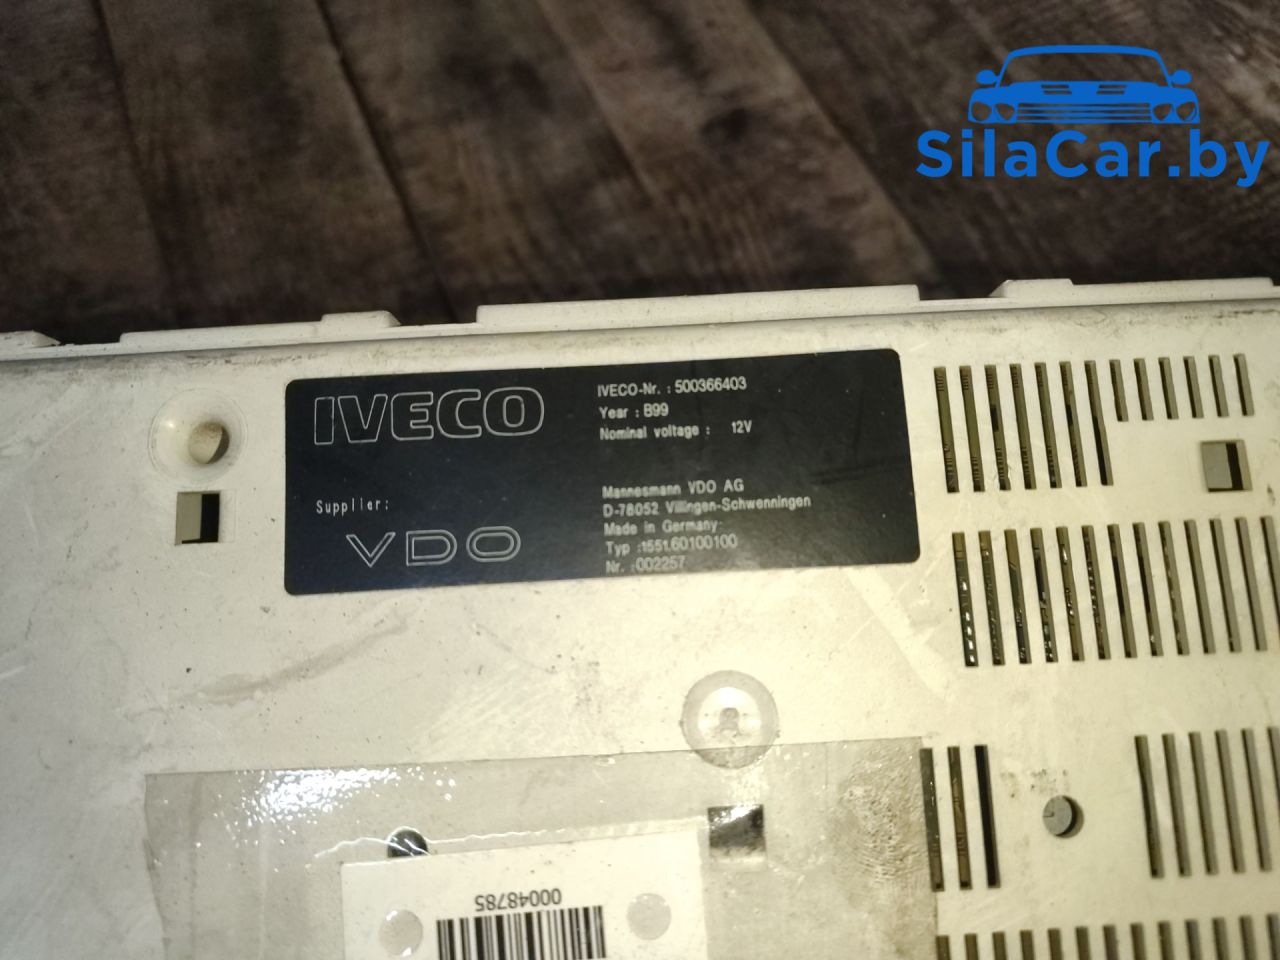 SilaCar.by
IVECO
IVECO-Nr. : 500366403
Year : B99
Nominal voltage : 12V
Supplier:
VDO
Mannesmann VDO AG
D-78052 Villingen-Schwenningen
Made in Germany
Typ :1551.60100100
Nr. :002257
00048785